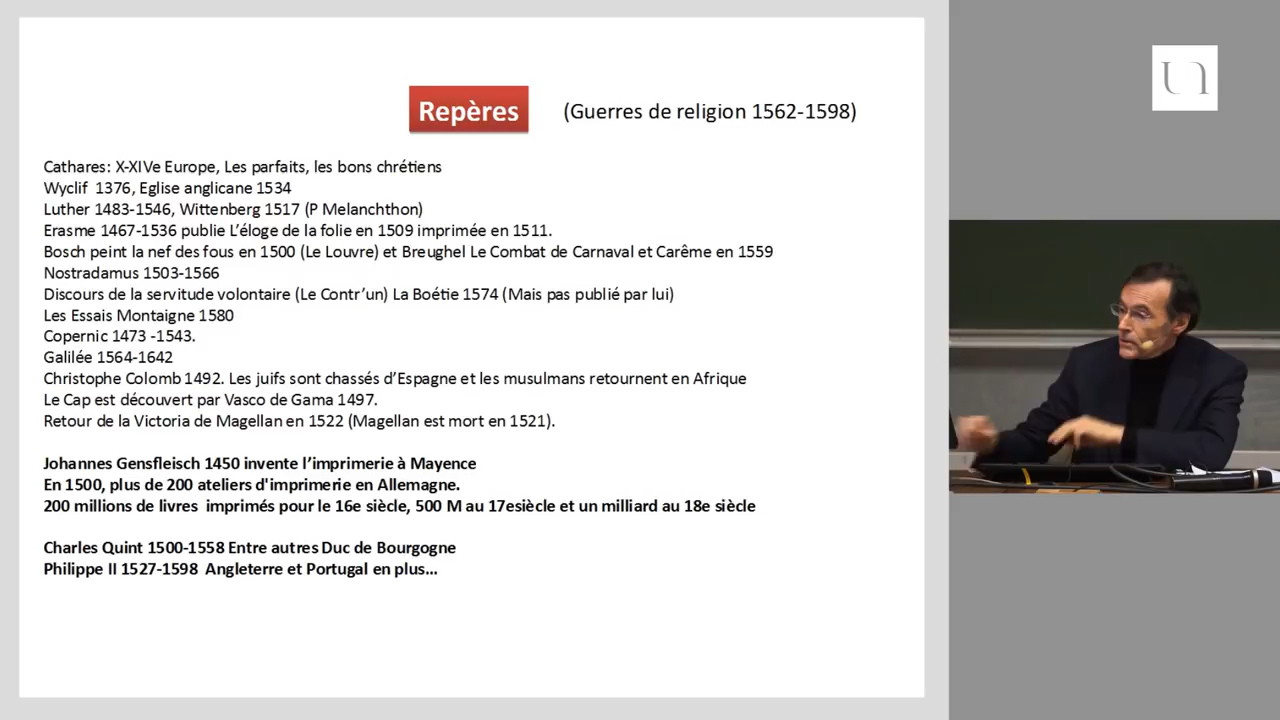 Repères
(Guerres de religion 1562-1598)
Cathares: X-XIVe Europe, Les parfaits, les bons chrétiens
Wyclif 1376, Eglise anglicane 1534
Luther 1483-1546, Wittenberg 1517 (P Melanchthon)
Erasme 1467-1536 publie L’éloge de la folie en 1509 imprimée en 1511.
Bosch peint la nef des fous en 1500 (Le Louvre) et Breughel Le Combat de Carnaval et Carême en 1559
Nostradamus 1503-1566
Discours de la servitude volontaire (Le Contr’un) La Boétie 1574 (Mais pas publié par lui)
Les Essais Montaigne 1580
Copernic 1473 -1543.
Galilée 1564-1642
Christophe Colomb 1492. Les juifs sont chassés d’Espagne et les musulmans retournent en Afrique
Le Cap est découvert par Vasco de Gama 1497.
Retour de la Victoria de Magellan en 1522 (Magellan est mort en 1521).
Johannes Gensfleisch 1450 invente l’imprimerie à Mayence
En 1500, plus de 200 ateliers d'imprimerie en Allemagne.
200 millions de livres imprimés pour le 16e siècle, 500 M au 17esiècle et un milliard au 18e siècle
Charles Quint 1500-1558 Entre autres Duc de Bourgogne
Philippe II 1527-1598 Angleterre et Portugal en plus...